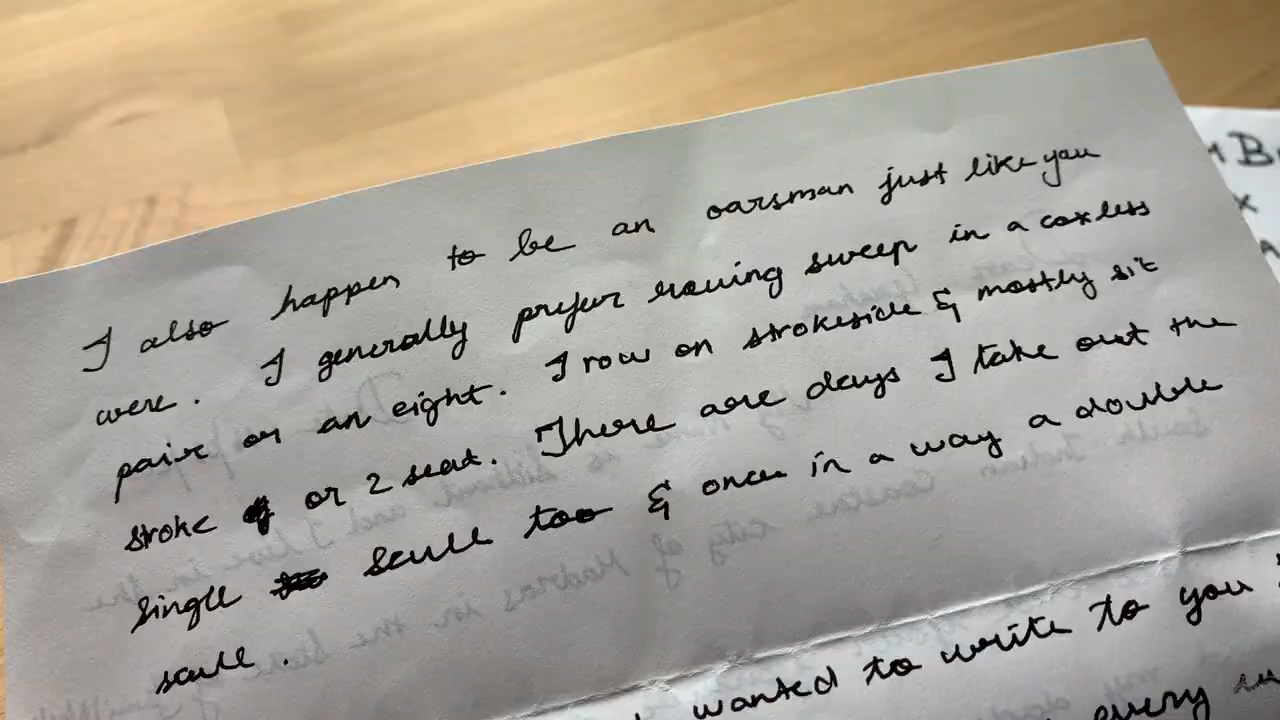 I also happen to be an oarsman just like you
were. I generally prefer rowing sweep in a coxless
pair or an eight. I row on strokeside & mostly sit
stroke or 2 seat. There are days I take out the
single scull too & once in a way a double
scull.
wanted to write to you
every